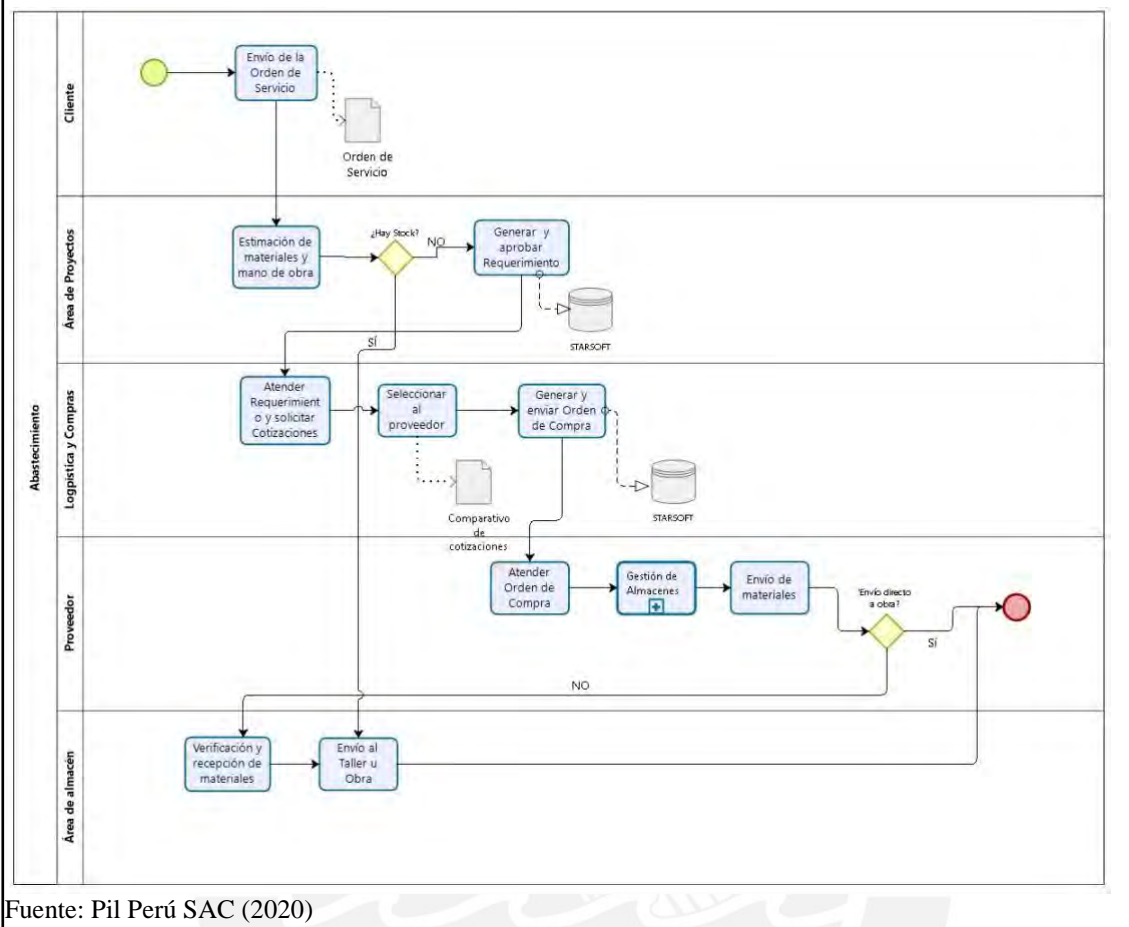 Abastecimiento
Cliente
Envío de la
Orden de
Servicio
Orden de
Servicio
Área de Proyectos
Estimación de
materiales y
mano de obra
¿Hay Stock?
NO
SÍ
Generar y
aprobar
Requerimiento
STARSOFT
Logpistica y Compras
Atender
Requerimient
o y solicitar
Cotizaciones
Seleccionar
al
proveedor
Comparativo
de
cotizaciones
Generar y
enviar Orden
de Compra
STARSOFT
Proveedor
Atender
Orden de
Compra
Gestión de
Almacenes
Envío de
materiales
'Envío directo
a obra?
SÍ
NO
Área de almacén
Verificación y
recepción de
materiales
Envío al
Taller u
Obra
Fuente: Pil Perú SAC (2020)